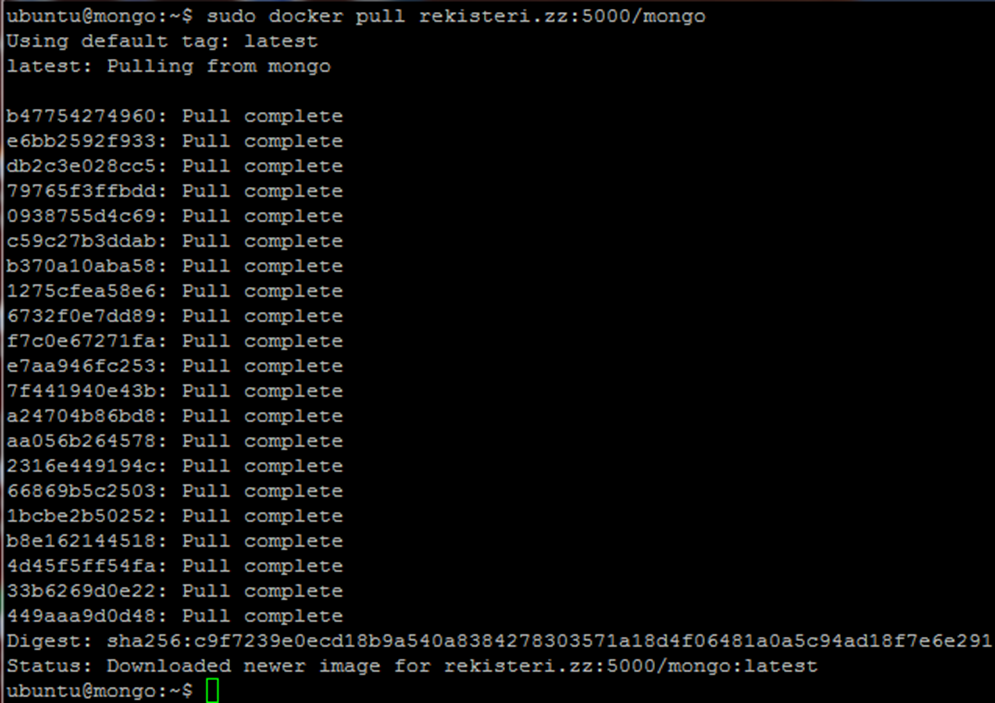 ubuntu@mongo:~$ sudo docker pull rekisteri.zz:5000/mongo
Using default tag: latest
latest: Pulling from mongo
b47754274960: Pull complete
e6bb2592f933: Pull complete
db2c3e028cc5: Pull complete
79765f3ffbdd: Pull complete
0938755d4c69: Pull complete
c59c27b3ddab: Pull complete
b370a10aba58: Pull complete
1275cfea58e6: Pull complete
6732f0e7dd89: Pull complete
f7c0e67271fa: Pull complete
e7aa946fc253: Pull complete
7f441940e43b: Pull complete
a24704b86bd8: Pull complete
aa056b264578: Pull complete
2316e449194c: Pull complete
66869b5c2503: Pull complete
1bcbe2b50252: Pull complete
b8e162144518: Pull complete
4d45f5ff54fa: Pull complete
33b6269d0e22: Pull complete
449aaa9d0d48: Pull complete
Digest: sha256:c9f7239e0ecd18b9a540a8384278303571a18d4f06481a0a5c94ad18f7e6e291
Status: Downloaded newer image for rekisteri.zz:5000/mongo:latest
ubuntu@mongo:~$